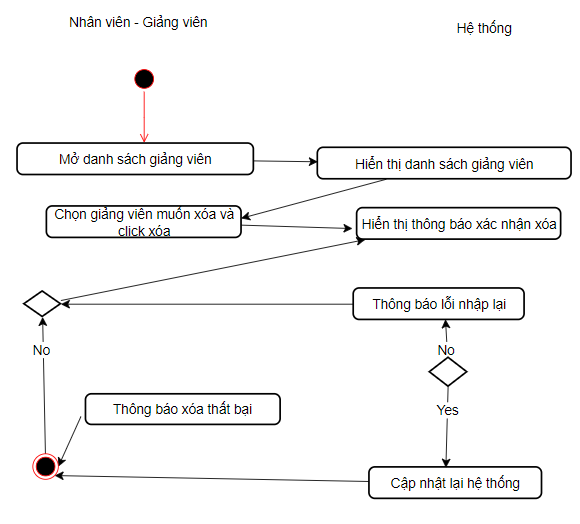 Nhân viên - Giảng viên
Hệ thống
Mở danh sách giảng viên
Hiển thị danh sách giảng viên
Chọn giảng viên muốn xóa và
click xóa
Hiển thị thông báo xác nhận xóa
Thông báo lỗi nhập lại
No
No
Yes
Thông báo xóa thất bại
Cập nhật lại hệ thống